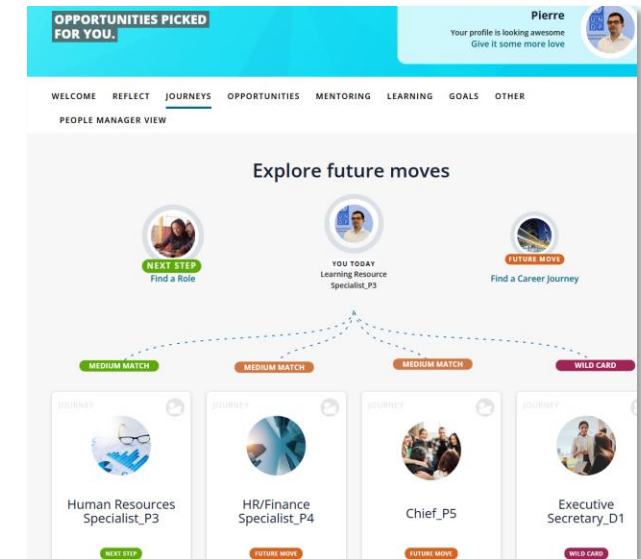 OPPORTUNITIES PICKED
FOR YOU.
Pierre
Your profile is looking awesome
Give it some more love
WELCOME REFLECT JOURNEYS OPPORTUNITIES MENTORING LEARNING GOALS OTHER
PEOPLE MANAGER VIEW
Explore future moves
NEXT STEP
Find a Role
YOU TODAY
Learning Resource
Specialist_P3
FUTURE MOVE
Find a Career Journey
MEDIUM MATCH
MEDIUM MATCH
MEDIUM MATCH
WILD CARD
JOURNEY
Human Resources
Specialist_P3
NEXT STEP
JOURNEY
HR/Finance
Specialist_P4
FUTURE MOVE
JOURNEY
Chief_P5
FUTURE MOVE
JOURNEY
Executive
Secretary_D1
WILD CARD